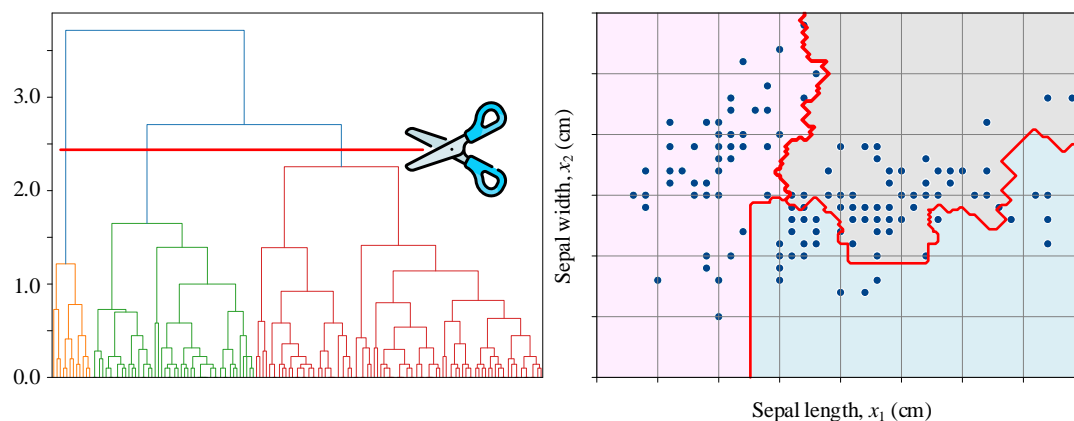 3.0
2.0
1.0
0.0
Sepal width, x₂ (cm)
Sepal length, x₁ (cm)